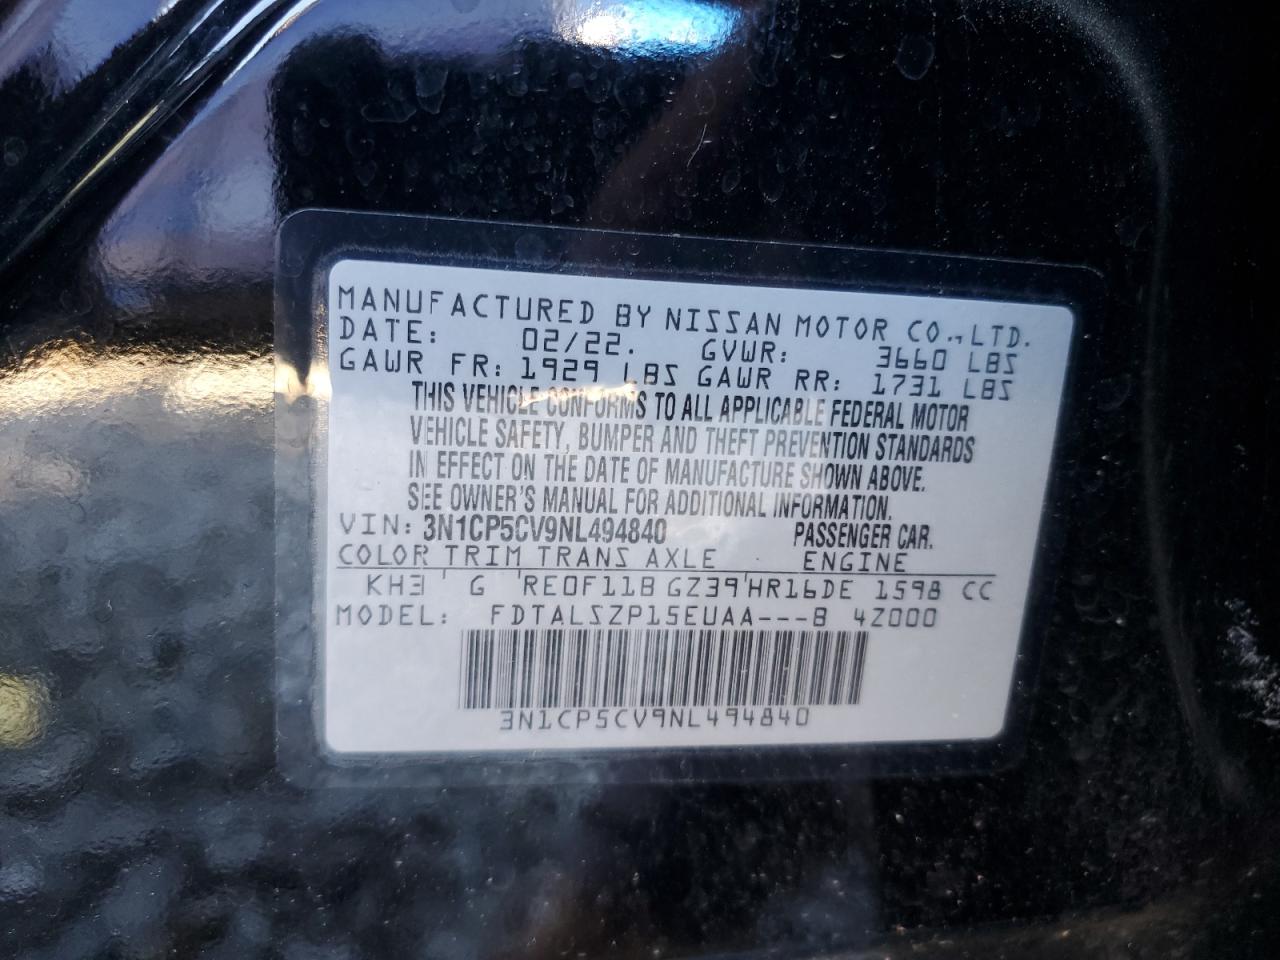 MANUFACTURED BY NISSAN MOTOR CO.,LTD.
DATE: 02/22. GVWR: 3660 LBS
GAWR FR: 1929 LBS GAWR RR: 1731 LBS
THIS VEHICLE CONFORMS TO ALL APPLICABLE FEDERAL MOTOR
VEHICLE SAFETY, BUMPER AND THEFT PREVENTION STANDARDS
IN EFFECT ON THE DATE OF MANUFACTURE SHOWN ABOVE.
SEE OWNER'S MANUAL FOR ADDITIONAL INFORMATION.
VIN: 3N1CP5CV9NL494840 PASSENGER CAR.
COLOR TRIM TRANS AXLE ENGINE
KH3 ' G 'RE0F11B GZ39'HR16DE 1598 CC
MODEL: FDTALSZP15EUAA---B 4Z000
3N1CP5CV9NL494840